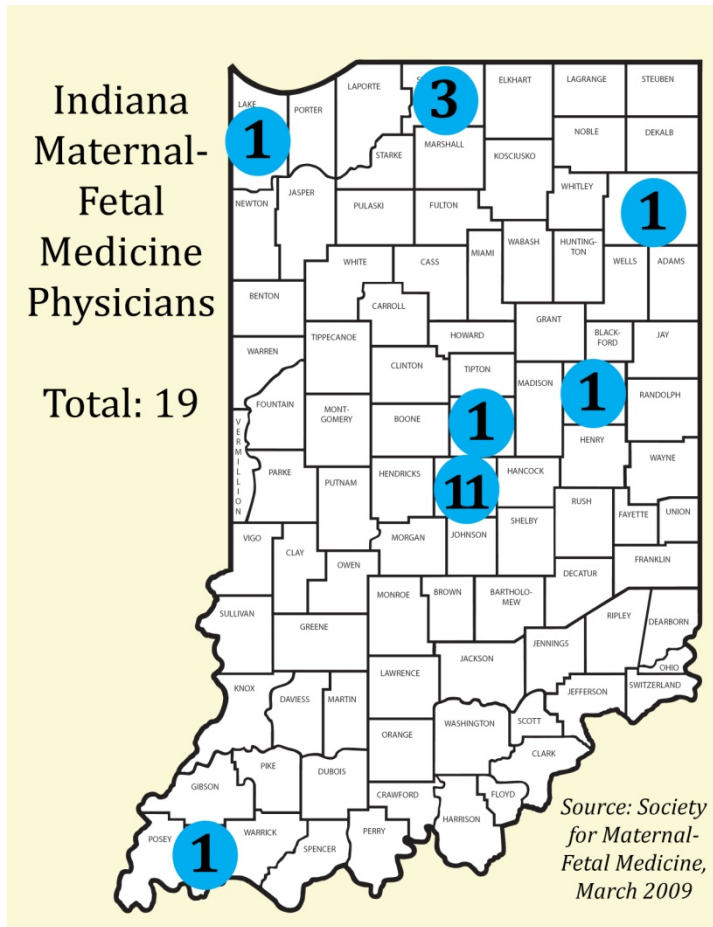 Indiana
Maternal-
Fetal
Medicine
Physicians
Total: 19
LAKE
PORTER
LAPORTE
3
ELKHART
LAGRANGE
STEUBEN
1
STARKE
MARSHALL
KOSCIUSKO
NOBLE
DEKALB
NEWTON
JASPER
PULASKI
FULTON
WHITLEY
1
WHITE
CASS
MIAMI
WABASH
HUNTING-
TON
WELLS
ADAMS
BENTON
CARROLL
TIPPECANOE
HOWARD
GRANT
BLACK-
FORD
JAY
WARREN
CLINTON
TIPTON
MADISON
1
RANDOLPH
FOUNTAIN
MONT-
GOMERY
BOONE
1
HENRY
VERMILLION
PARKE
PUTNAM
HENDRICKS
11
HANCOCK
WAYNE
RUSH
FAYETTE
UNION
VIGO
CLAY
MORGAN
JOHNSON
SHELBY
OWEN
FRANKLIN
DECATUR
MONROE
BROWN
BARTHOLO-
MEW
SULLIVAN
GREENE
RIPLEY
DEARBORN
JENNINGS
JACKSON
OHIO
KNOX
DAVIESS
MARTIN
LAWRENCE
JEFFERSON
SWITZERLAND
ORANGE
WASHINGTON
SCOTT
CLARK
GIBSON
PIKE
DUBOIS
CRAWFORD
FLOYD
HARRISON
POSEY
1
WARRICK
SPENCER
PERRY
Source: Society
for Maternal-
Fetal Medicine,
March 2009